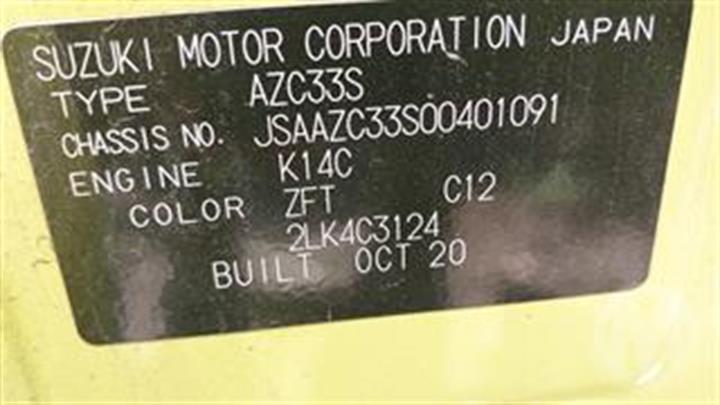 SUZUKI MOTOR CORPORATION JAPAN
TYPE AZC33S
CHASSIS NO. JSAAZC33S00401091
ENGINE K14C
COLOR ZFT C12
2LK4C3124
BUILT OCT 20